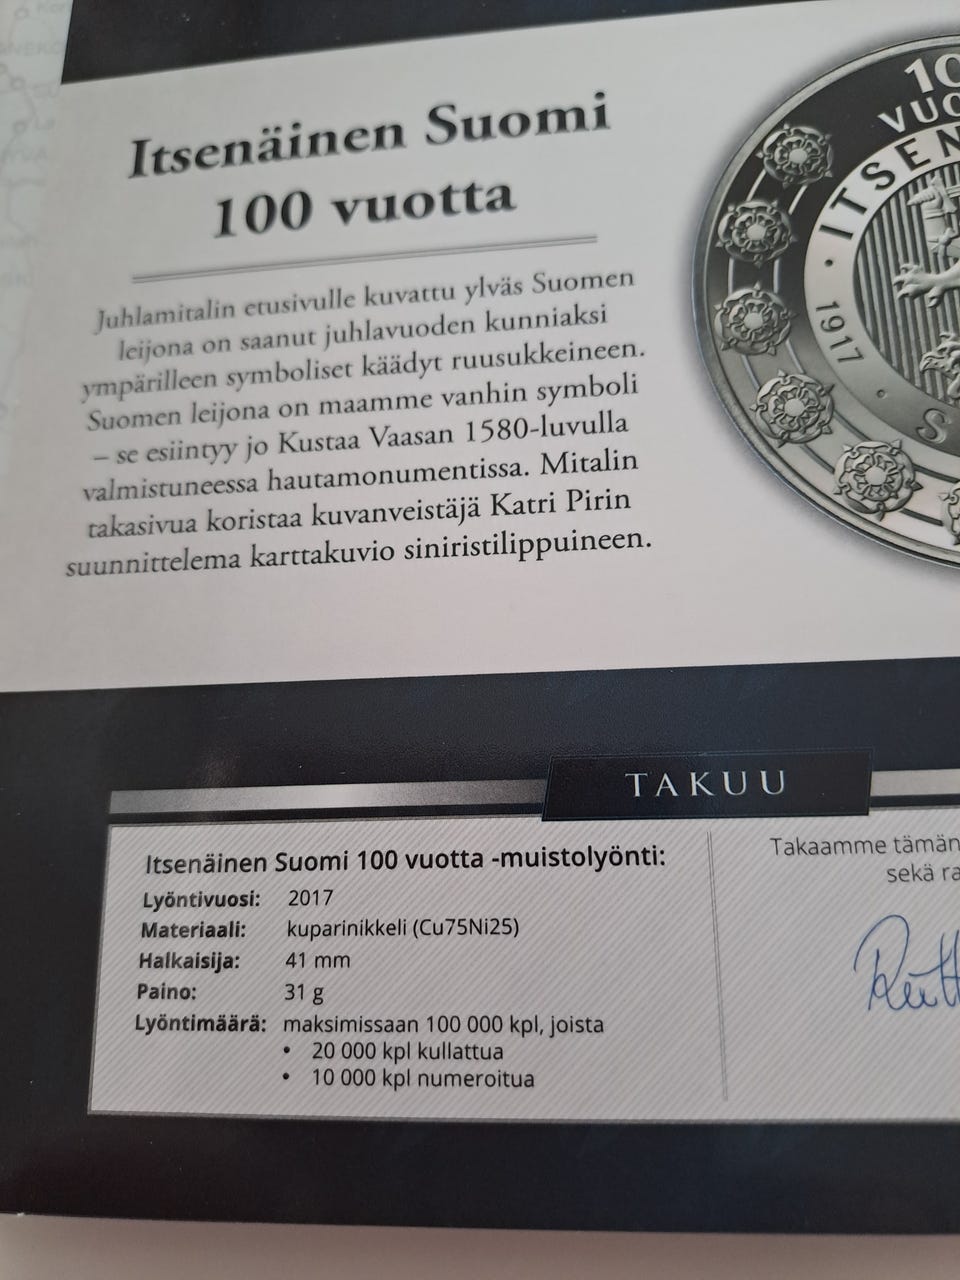 Itsenäinen Suomi
100 vuotta
Juhlamitalin etusivulle kuvattu ylväs Suomen
leijona on saanut juhlavuoden kunniaksi
ympärilleen symboliset käädyt ruusukkeineen.
Suomen leijona on maamme vanhin symboli
– se esiintyy jo Kustaa Vaasan 1580-luvulla
valmistuneessa hautamonumentissa. Mitalin
takasivua koristaa kuvanveistäjä Katri Pirin
suunnittelema karttakuvio siniristilippuineen.
10
VUO
· ITSEN
1917 · S
TAKUU
Itsenäinen Suomi 100 vuotta -muistolyönti:
Lyöntivuosi: 2017
Materiaali: kuparinikkeli (Cu75Ni25)
Halkaisija: 41 mm
Paino: 31 g
Lyöntimäärä: maksimissaan 100 000 kpl, joista
• 20 000 kpl kullattua
• 10 000 kpl numeroitua
Takaamme tämän
sekä ra